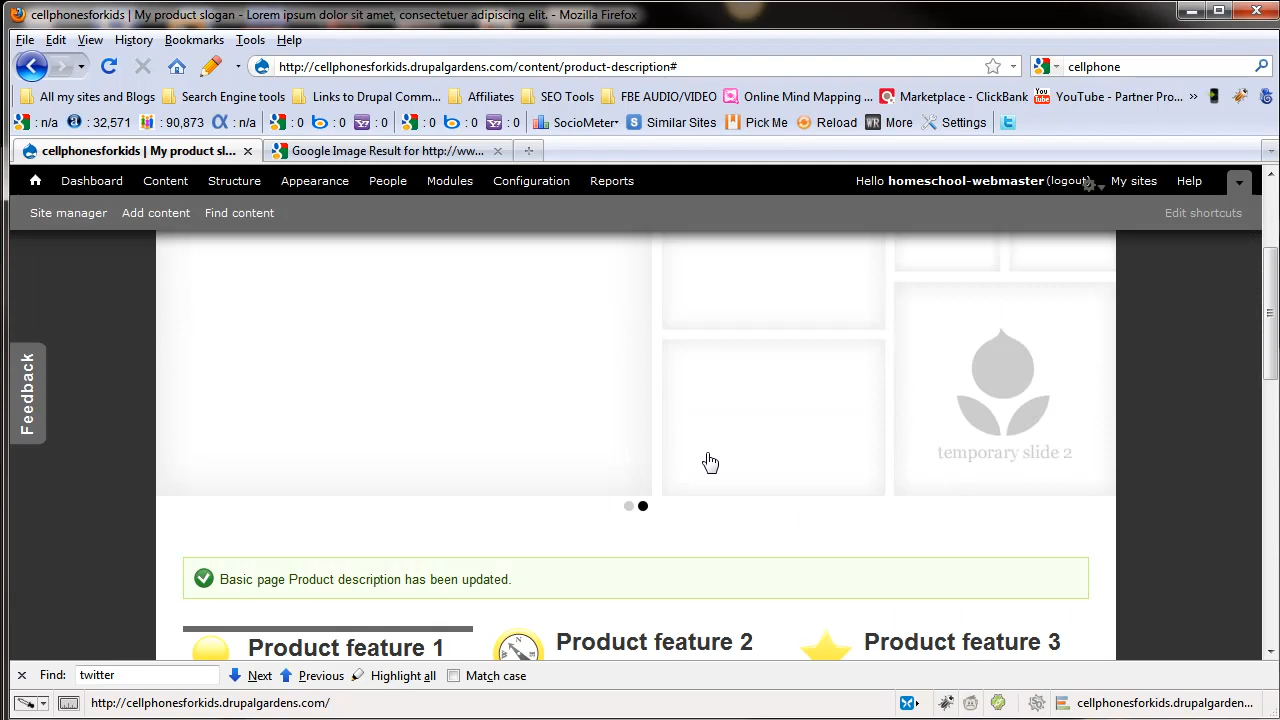 cellphonesforkids | My product slogan - Lorem ipsum dolor sit amet, consectetuer adipiscing elit. - Mozilla Firefox
File Edit View History Bookmarks Tools Help
http://cellphonesforkids.drupalgardens.com/content/product-description# cellphone
All my sites and Blogs Search Engine tools Links to Drupal Comm... Affiliates SEO Tools FBE AUDIO/VIDEO Online Mind Mapping ... Marketplace - ClickBank YouTube - Partner Pro... »
: n/a : 32,571 : 90,873 : n/a : 0 : 0 : 0 : 0 : 0 : 0 SocioMeter Similar Sites Pick Me Reload More Settings
cellphonesforkids | My product sl... Google Image Result for http://ww...
Dashboard Content Structure Appearance People Modules Configuration Reports Hello homeschool-webmaster (logout) My sites Help
Site manager Add content Find content Edit shortcuts
Feedback
temporary slide 2
Basic page Product description has been updated.
Product feature 1 Product feature 2 Product feature 3
Find: twitter Next Previous Highlight all Match case
http://cellphonesforkids.drupalgardens.com/ cellphonesforkids.drupalgarden...